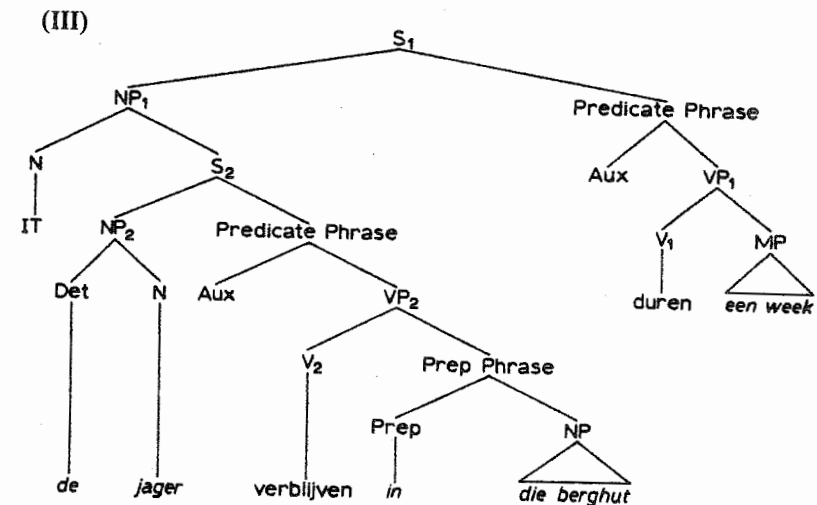 (III)
S₁
NP₁ Predicate Phrase
N S₂ Aux VP₁
IT NP₂ Predicate Phrase V₁ MP
Det N Aux VP₂ duren een week
V₂ Prep Phrase
Prep NP
de jager verblijven in die berghut